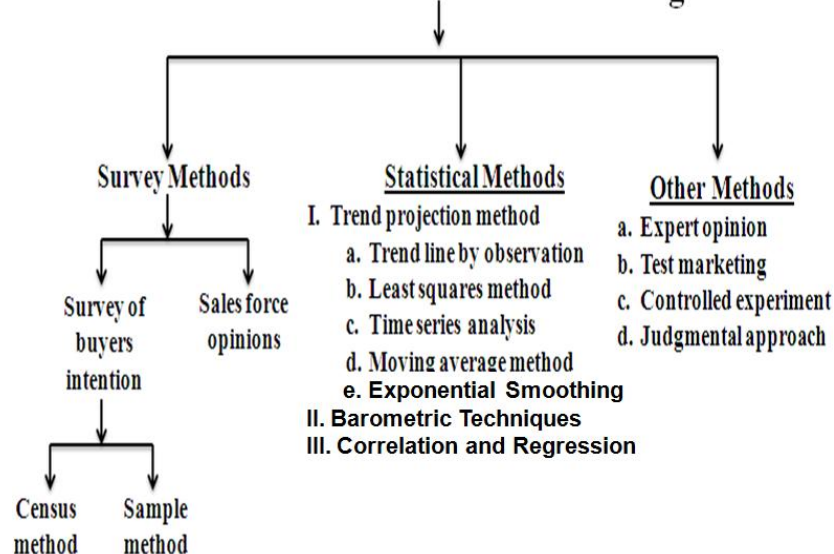 Survey Methods
Survey of
buyers
intention
Sales force
opinions
Census
method
Sample
method
Statistical Methods
I. Trend projection method
a. Trend line by observation
b. Least squares method
c. Time series analysis
d. Moving average method
e. Exponential Smoothing
II. Barometric Techniques
III. Correlation and Regression
Other Methods
a. Expert opinion
b. Test marketing
c. Controlled experiment
d. Judgmental approach